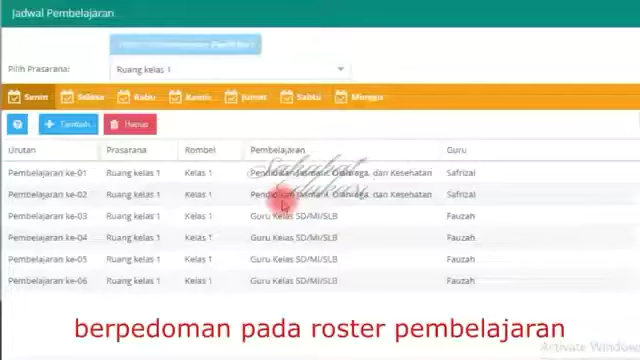 Jadwal Pembelajaran
Pilih Prasarana: Ruang kelas 1
Senin Selasa Rabu Kamis Jumat Sabtu Minggu
Tambah Hapus
Urutan Prasarana Rombel Pembelajaran Guru
Pembelajaran ke-01 Ruang kelas 1 Kelas 1 Pendidikan Jasmani, Olahraga, dan Kesehatan Safrizal
Pembelajaran ke-02 Ruang kelas 1 Kelas 1 Pendidikan Jasmani, Olahraga, dan Kesehatan Safrizal
Sahabat
Edukasi
Pembelajaran ke-03 Ruang kelas 1 Kelas 1 Guru Kelas SD/MI/SLB Fauzah
Pembelajaran ke-04 Ruang kelas 1 Kelas 1 Guru Kelas SD/MI/SLB Fauzah
Pembelajaran ke-05 Ruang kelas 1 Kelas 1 Guru Kelas SD/MI/SLB Fauzah
Pembelajaran ke-06 Ruang kelas 1 Kelas 1 Guru Kelas SD/MI/SLB Fauzah
berpedoman pada roster pembelajaran
Activate Windows